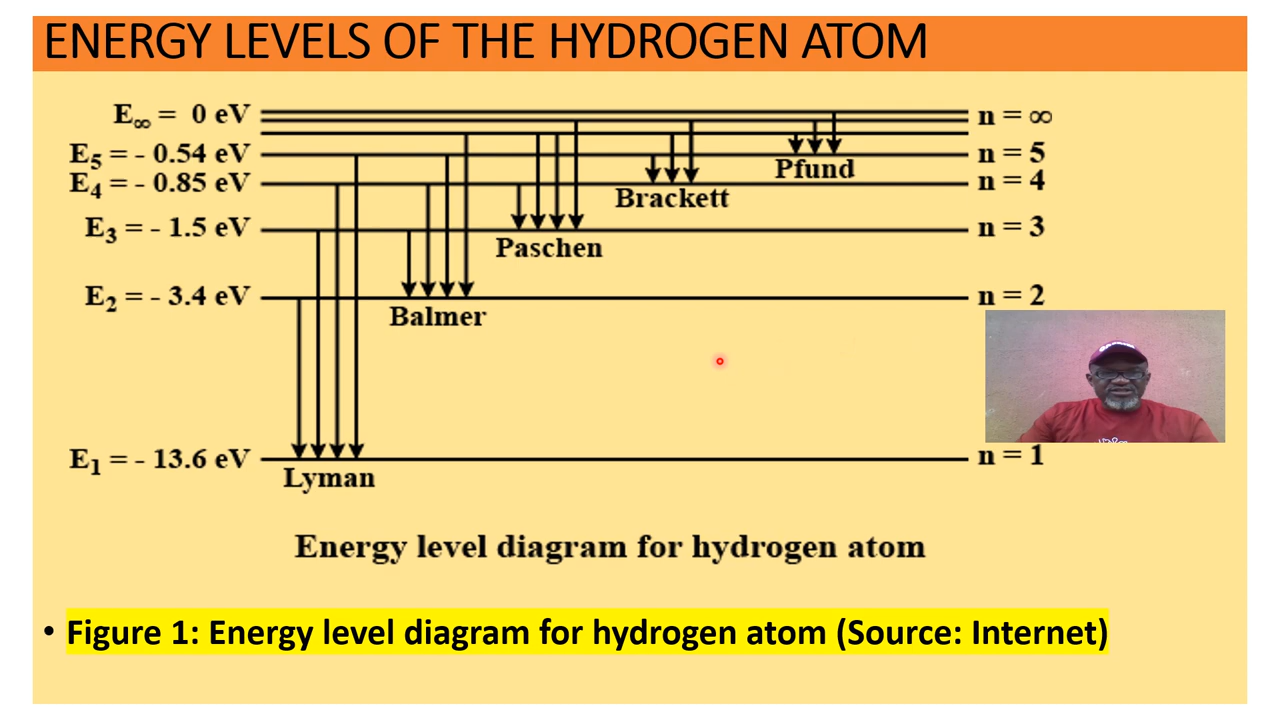 ENERGY LEVELS OF THE HYDROGEN ATOM
E∞ = 0 eV
n = ∞
E5 = - 0.54 eV
n = 5
Pfund
E4 = - 0.85 eV
n = 4
Brackett
E3 = - 1.5 eV
n = 3
Paschen
E2 = - 3.4 eV
n = 2
Balmer
E1 = - 13.6 eV
n = 1
Lyman
Energy level diagram for hydrogen atom
• Figure 1: Energy level diagram for hydrogen atom (Source: Internet)